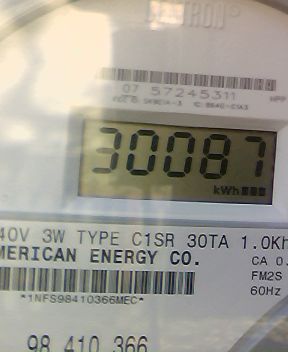 CENTRON®
07 57245311
30087
kWh
40V 3W TYPE C1SR 30TA 1.0Kh
MERICAN ENERGY CO.
CA 0.
FM2S
*1NFS98410366MEC*
60Hz
98 410 366